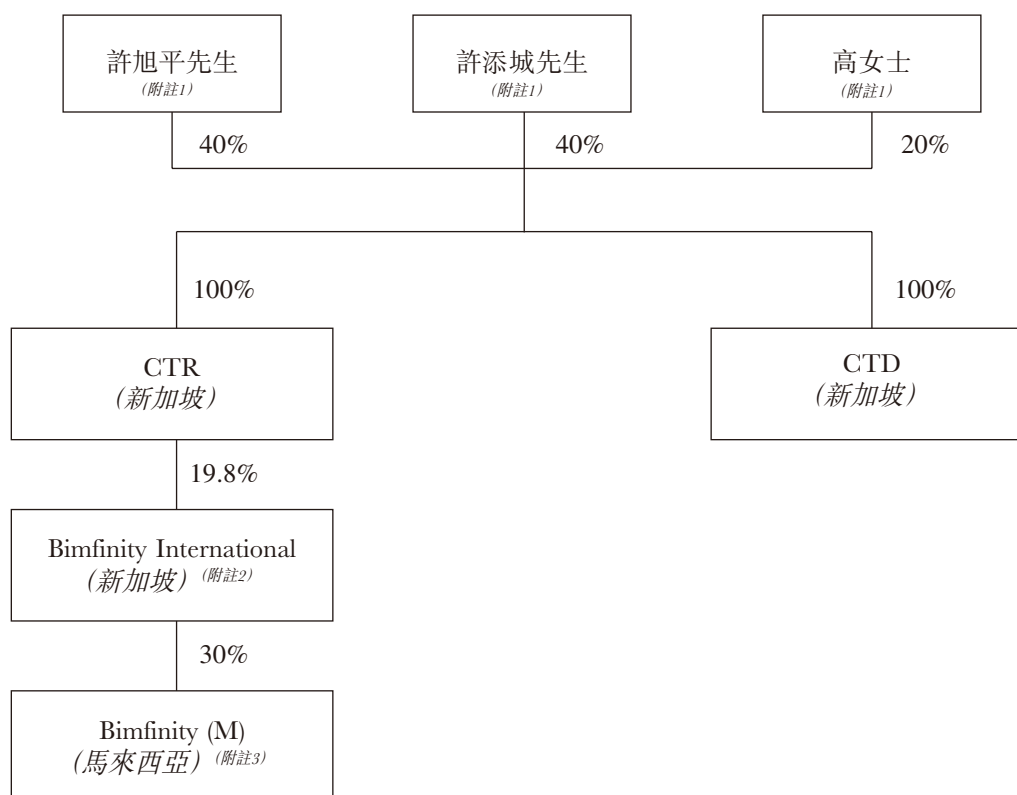 許旭平先生
(附註1)
許添城先生
(附註1)
高女士
(附註1)
40%
40%
20%
100%
100%
CTR
(新加坡)
CTD
(新加坡)
19.8%
Bimfinity International
(新加坡) (附註2)
30%
Bimfinity (M)
(馬來西亞) (附註3)